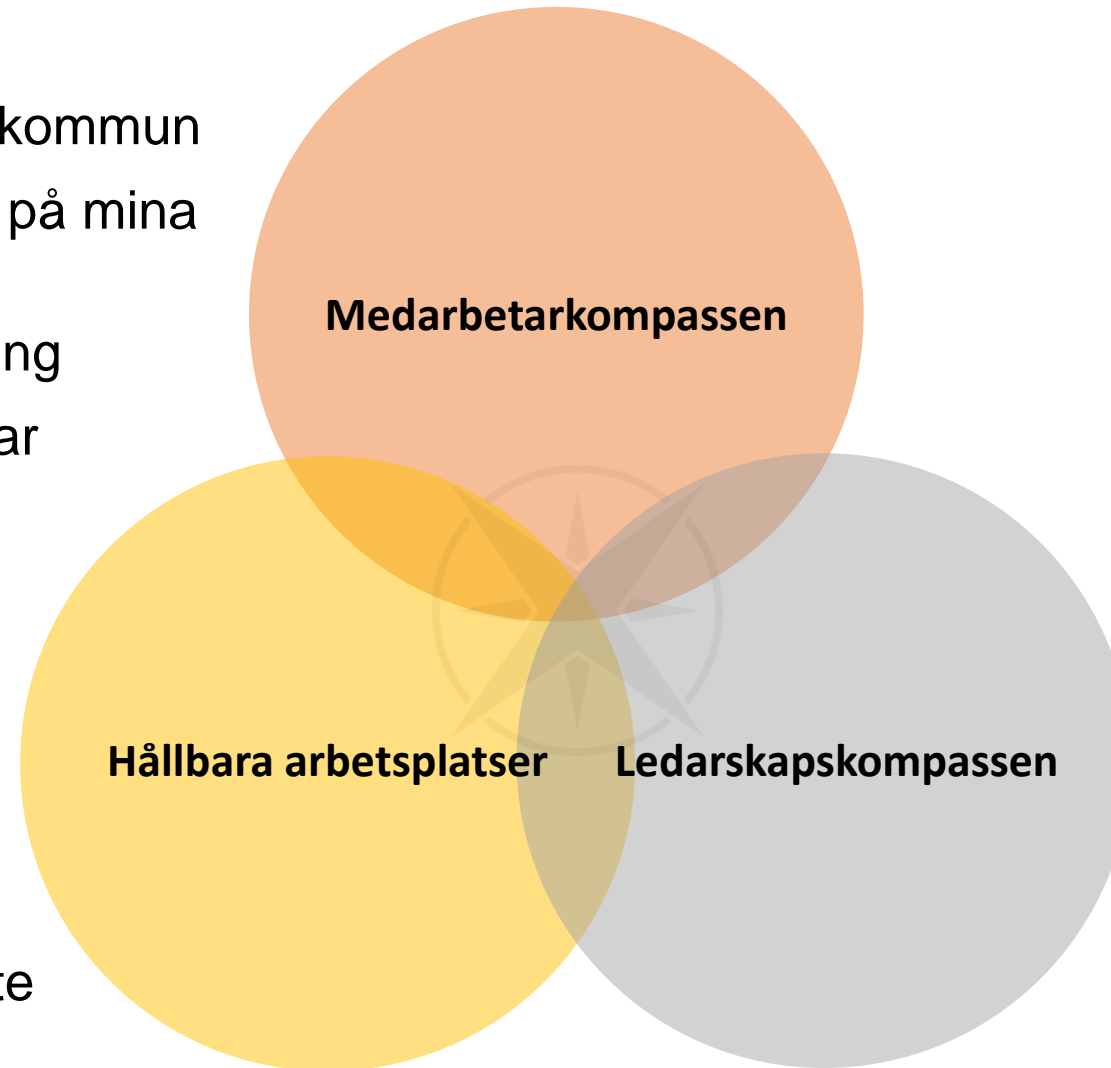 kommun
på mina
Medarbetarkompassen
ng
ar
Hållbara arbetsplatser
Ledarskapskompassen
te